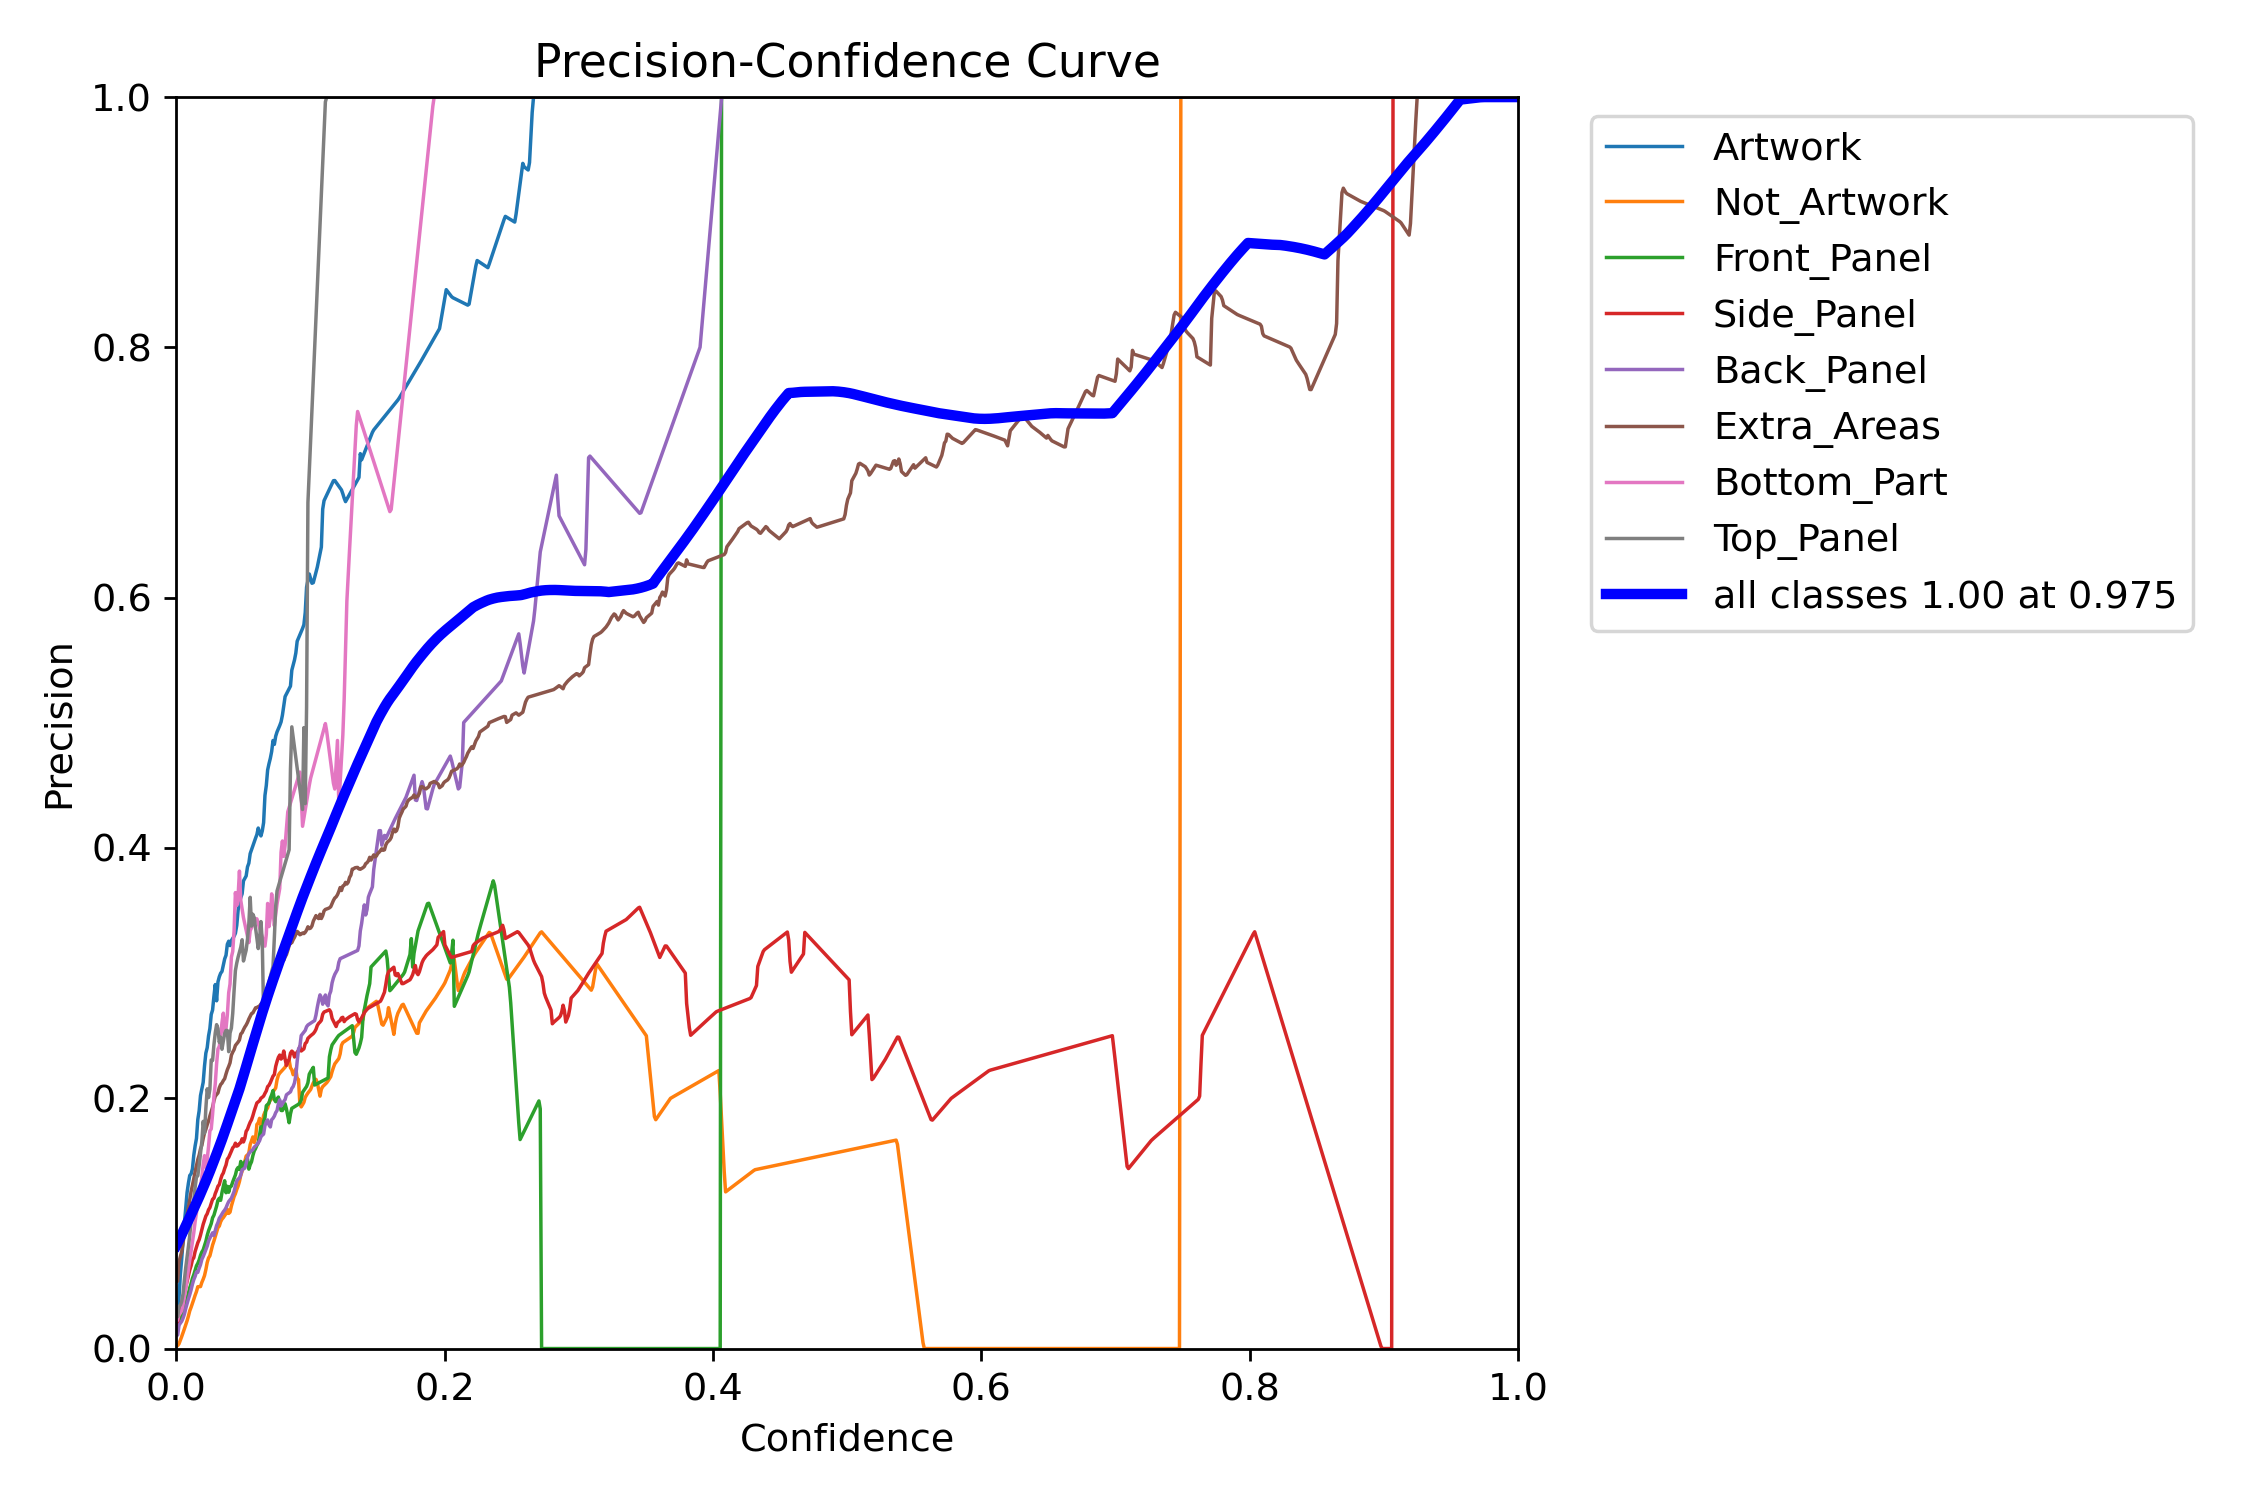 Precision-Confidence Curve
1.0
0.8
0.6
0.4
0.2
0.0
Precision
0.0 0.2 0.4 0.6 0.8 1.0
Confidence
Artwork
Not_Artwork
Front_Panel
Side_Panel
Back_Panel
Extra_Areas
Bottom_Part
Top_Panel
all classes 1.00 at 0.975